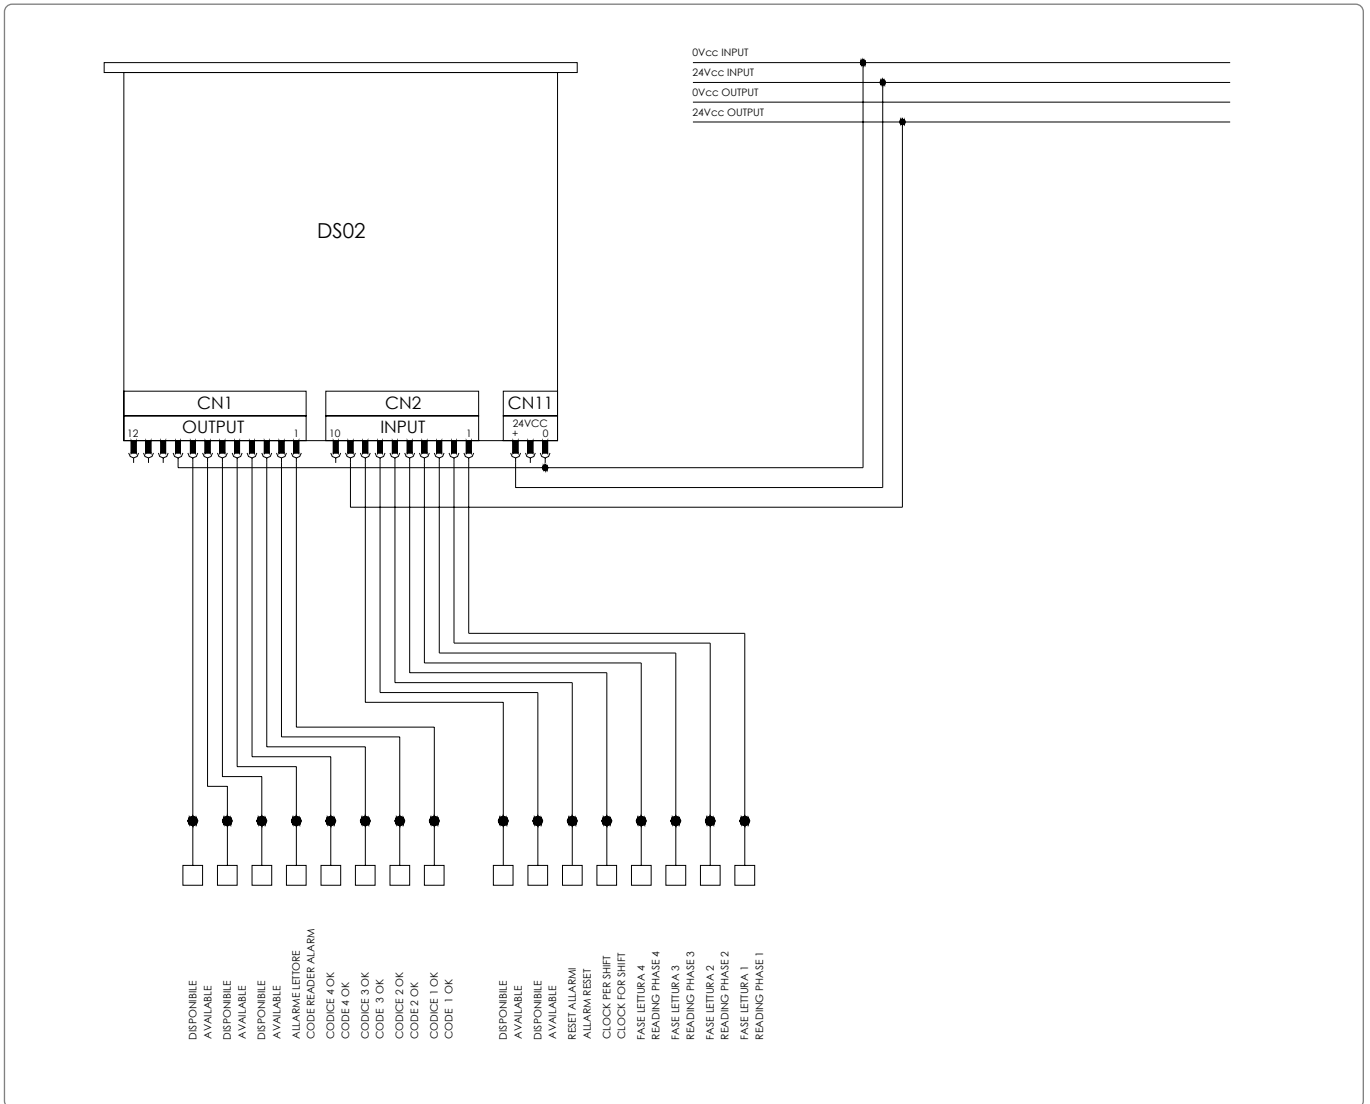 0Vcc INPUT
24Vcc INPUT
0Vcc OUTPUT
24Vcc OUTPUT
DS02
CN1
CN2
CN11
OUTPUT
12
1
INPUT
10
1
24VCC
+
0
DISPONIBILE
AVAILABLE
DISPONIBILE
AVAILABLE
DISPONIBILE
AVAILABLE
ALLARME LETTORE
CODE READER ALARM
CODICE 4 OK
CODE 4 OK
CODICE 3 OK
CODE 3 OK
CODICE 2 OK
CODE 2 OK
CODICE 1 OK
CODE 1 OK
DISPONIBILE
AVAILABLE
DISPONIBILE
AVAILABLE
RESET ALLARMI
ALLARM RESET
CLOCK PER SHIFT
CLOCK FOR SHIFT
FASE LETTURA 4
READING PHASE 4
FASE LETTURA 3
READING PHASE 3
FASE LETTURA 2
READING PHASE 2
FASE LETTURA 1
READING PHASE 1